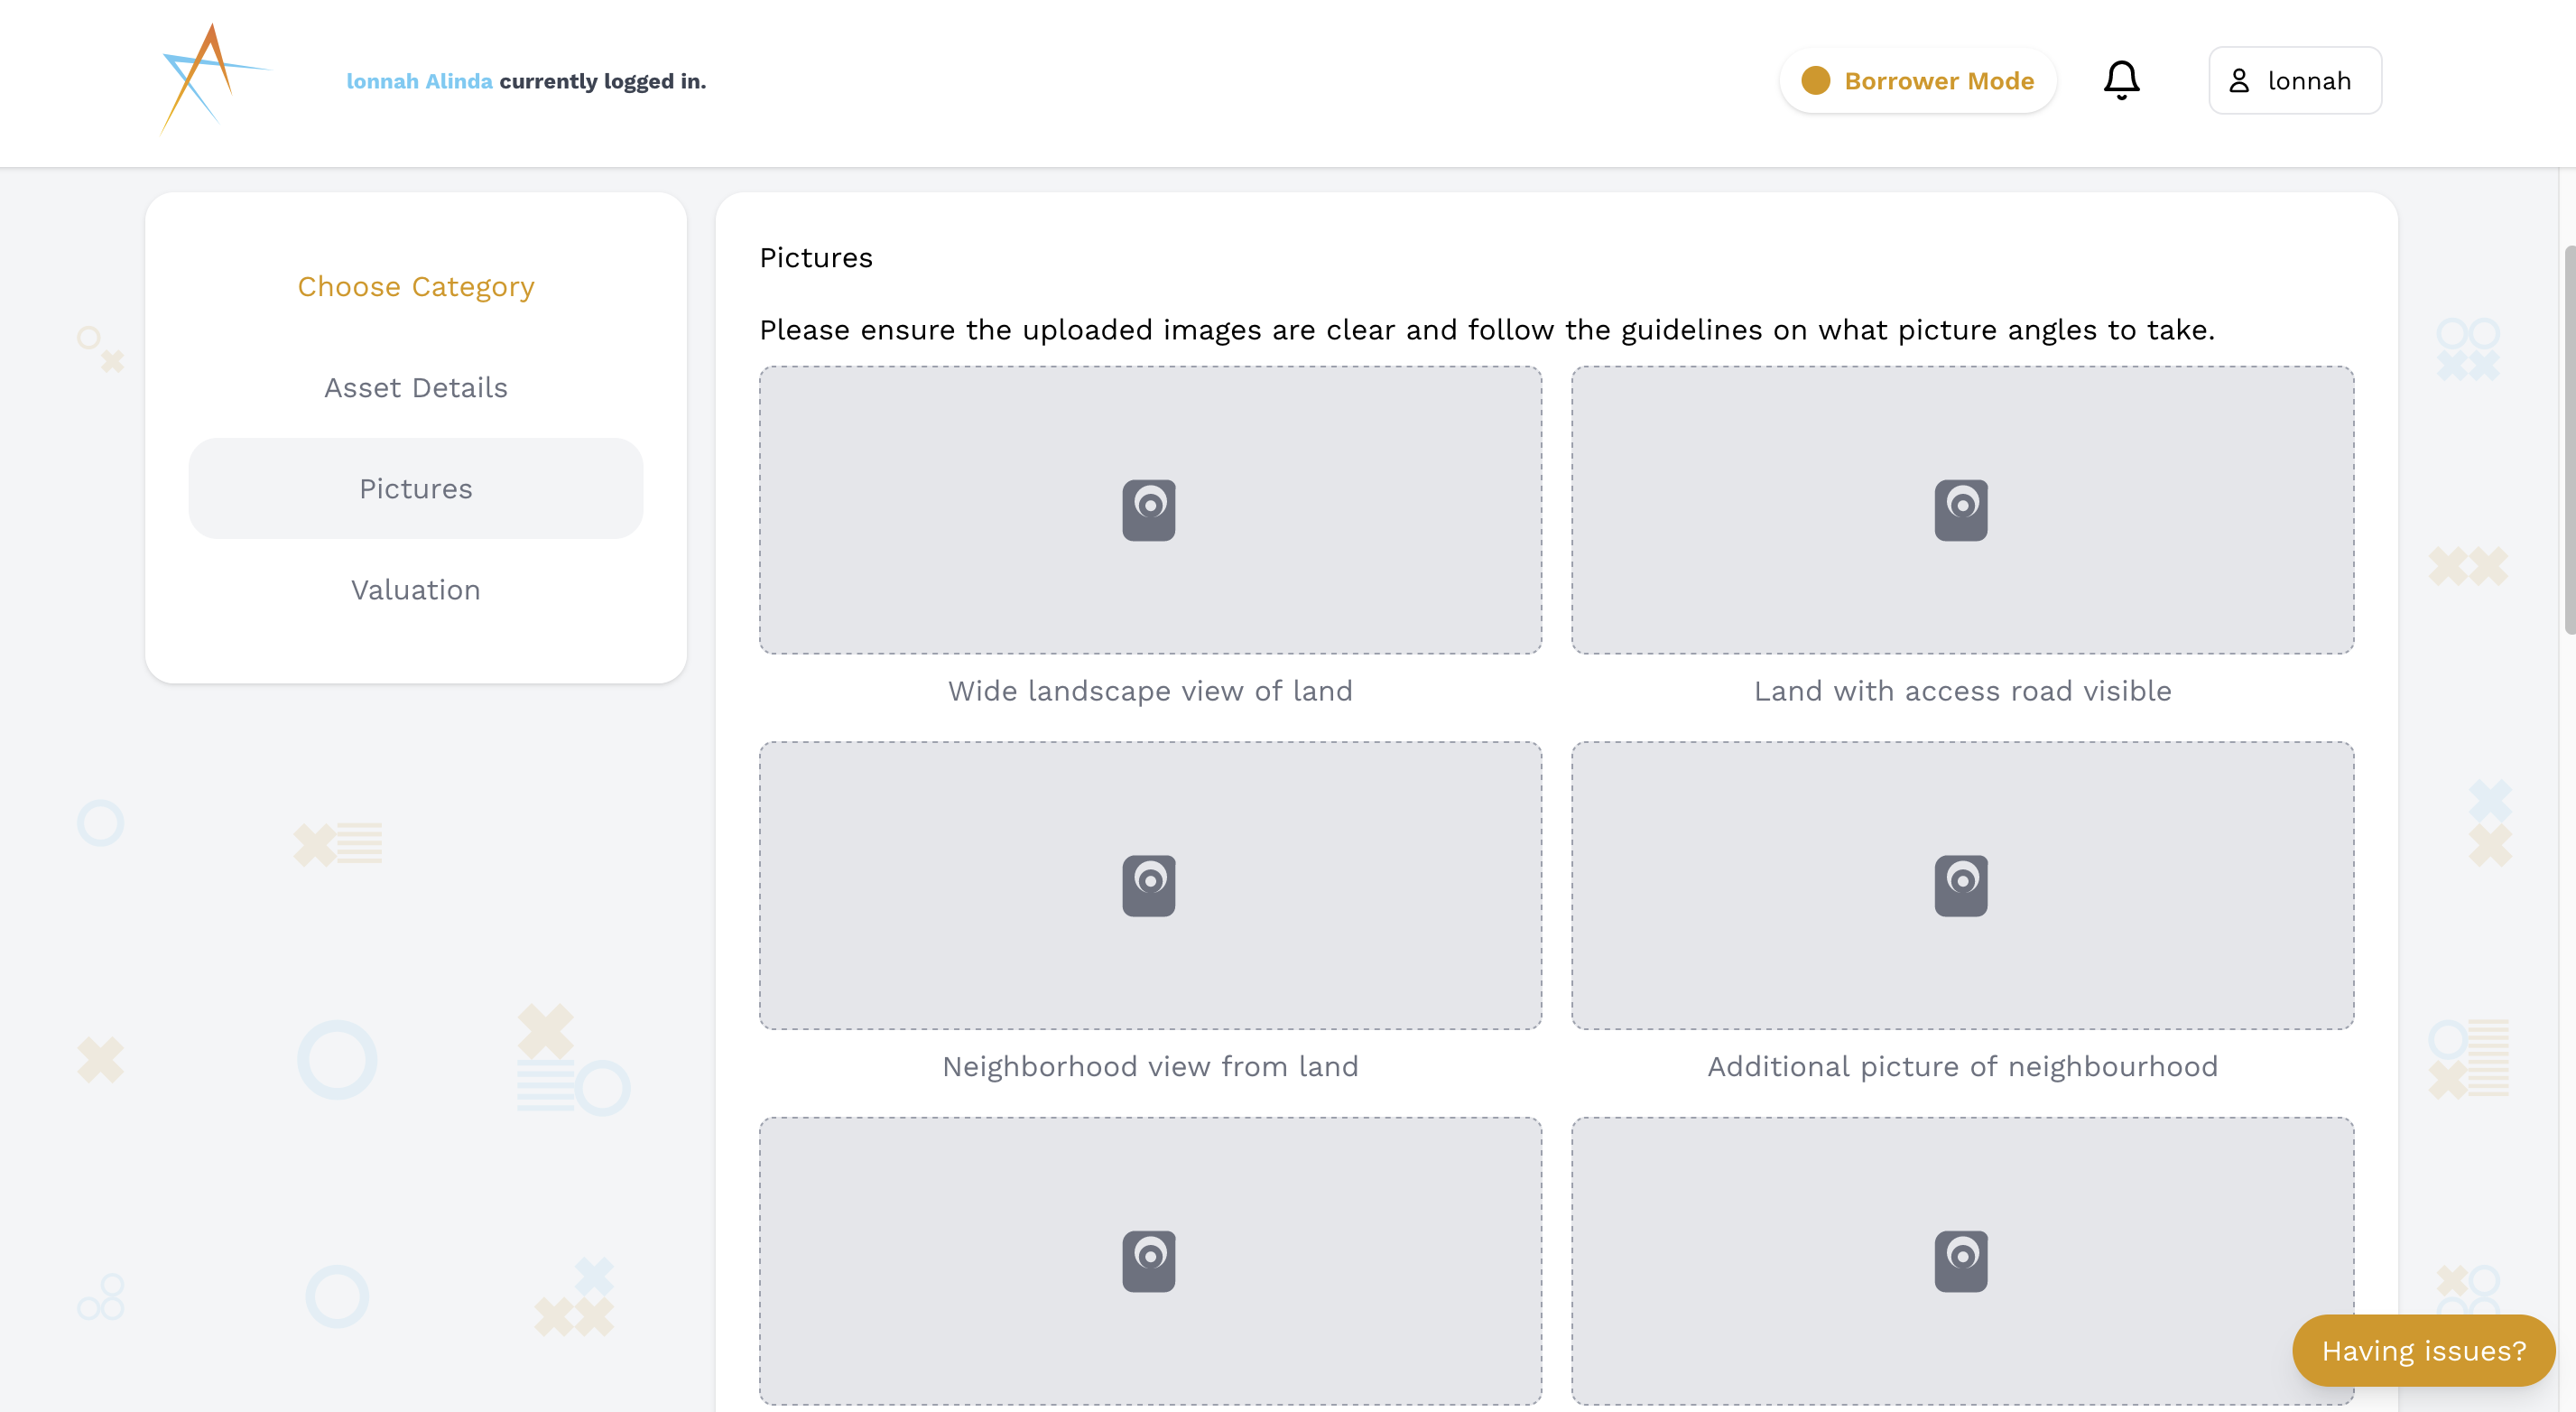 lonnah Alinda currently logged in.
Borrower Mode
lonnah
Choose Category
Asset Details
Pictures
Valuation
Pictures
Please ensure the uploaded images are clear and follow the guidelines on what picture angles to take.
Wide landscape view of land
Land with access road visible
Neighborhood view from land
Additional picture of neighbourhood
Having issues?